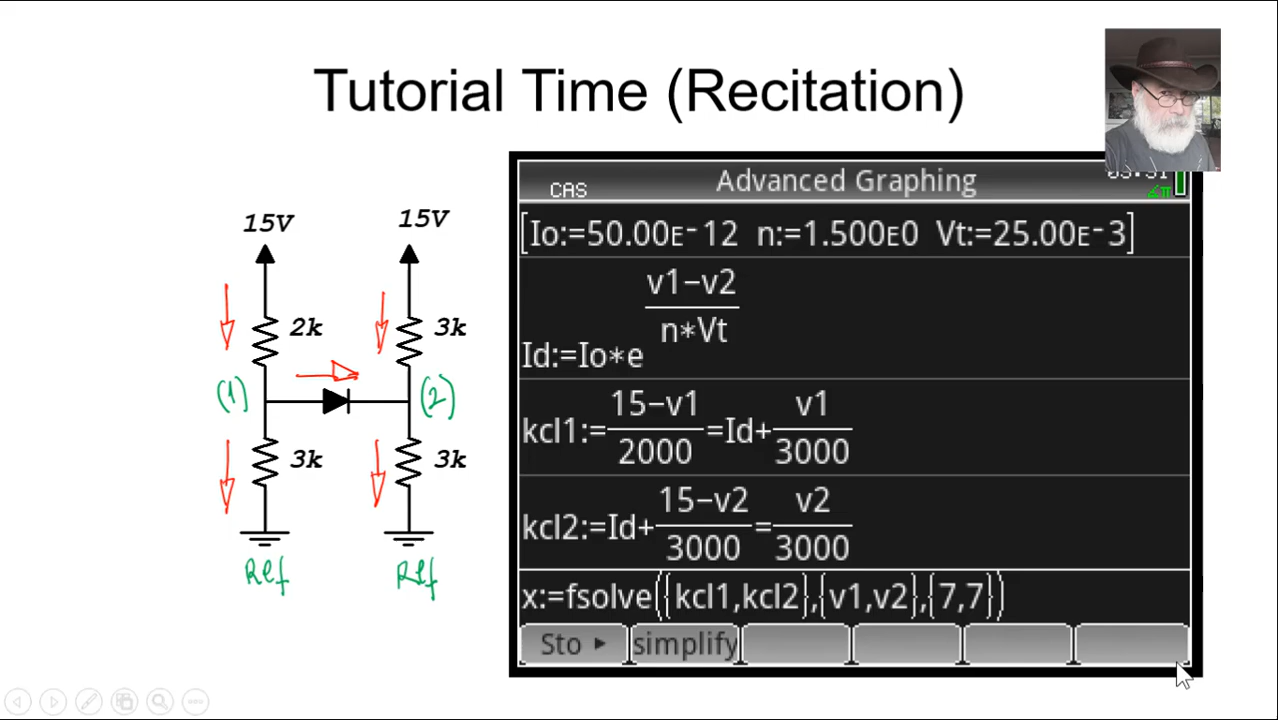 Tutorial Time (Recitation)
15V 15V
2k 3k
(1) (2)
3k 3k
Ref Ref
CAS Advanced Graphing
[Io:=50.00E-12 n:=1.500E0 Vt:=25.00E-3]
v1−v2
n*Vt
Id:=Io*e
15−v1 v1
kcl1:= =Id+
2000 3000
15−v2 v2
kcl2:=Id+ =
3000 3000
x:=fsolve({kcl1,kcl2},{v1,v2},{7,7})
Sto ▸ simplify